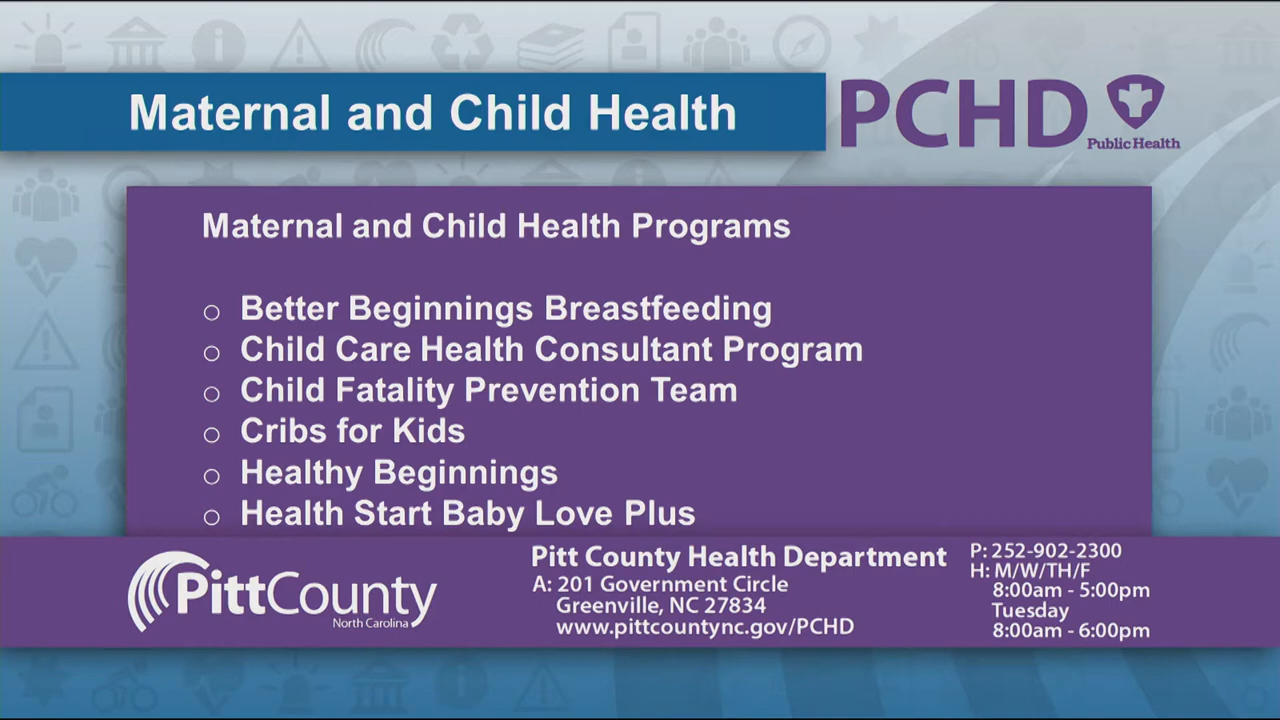 Maternal and Child Health
PCHD
Public Health
Maternal and Child Health Programs
o Better Beginnings Breastfeeding
o Child Care Health Consultant Program
o Child Fatality Prevention Team
o Cribs for Kids
o Healthy Beginnings
o Health Start Baby Love Plus
PittCounty
North Carolina
Pitt County Health Department
A: 201 Government Circle
Greenville, NC 27834
www.pittcountync.gov/PCHD
P: 252-902-2300
H: M/W/TH/F
8:00am - 5:00pm
Tuesday
8:00am - 6:00pm